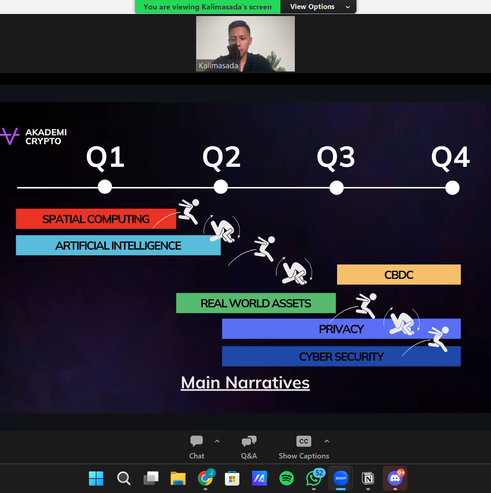 You are viewing Kalimasada's screen
View Options
Kalimasada
AKADEMI
CRYPTO
Q1 Q2 Q3 Q4
SPATIAL COMPUTING
ARTIFICIAL INTELLIGENCE
CBDC
REAL WORLD ASSETS
PRIVACY
CYBER SECURITY
Main Narratives
Chat
Q&A
CC
Show Captions
J
52
zoom
N
9+